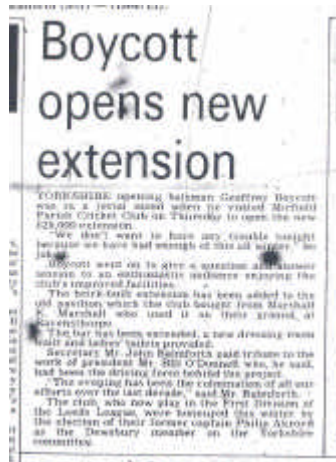 Boycott
opens new
extension
YORKSHIRE opening batsman Geoffrey Boycott
was in a jovial mood when he visited Mirfield
Parish Cricket Club on Thursday to open the new
extension.
"We don't want to have any trouble tonight
because we have had enough of this all winter," he
Boycott went on to give a question and answer
session to an enthusiastic audience enjoying the
club's improved facilities.
The brick-built extension has been added to the
old pavilion which the club bought from Marshall
Marshall who used it as their ground, at
The bar has been extended, a new dressing room
built and ladies' toilets provided.
Secretary Mr. John Rainforth paid tribute to the
work of president Mr. Bill O'Donnell who, he said,
had been the driving force behind the project.
"The evening has been the culmination of all our
efforts over the last decade," said Mr. Rainforth.
The club, who now play in the First Division of
the Leeds League, were honoured this winter by
the election of their former captain Philip Akroyd
as the Dewsbury member on the Yorkshire
committee.